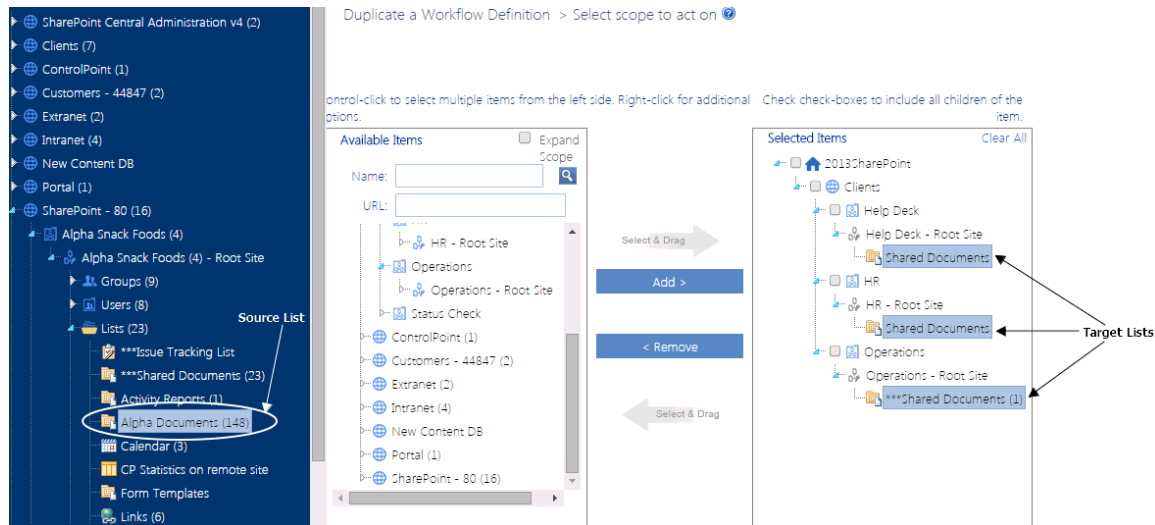 SharePoint Central Administration v4 (2)
Clients (7)
ControlPoint (1)
Customers - 44847 (2)
Extranet (2)
Intranet (4)
New Content DB
Portal (1)
SharePoint - 80 (16)
Alpha Snack Foods (4)
Alpha Snack Foods (4) - Root Site
Groups (9)
Users (8)
Lists (23)
***Issue Tracking List
***Shared Documents (23)
Activity Reports (1)
Alpha Documents (148)
Calendar (3)
CP Statistics on remote site
Form Templates
Links (6)
Source List
Duplicate a Workflow Definition > Select scope to act on
ontrol-click to select multiple items from the left side. Right-click for additional
ptions.
Check check-boxes to include all children of the
item.
Available Items
Expand
Scope
Name:
URL:
HR - Root Site
Operations
Operations - Root Site
Status Check
ControlPoint (1)
Customers - 44847 (2)
Extranet (2)
Intranet (4)
New Content DB
Portal (1)
SharePoint - 80 (16)
Select & Drag
Add >
< Remove
Select & Drag
Selected Items
Clear All
2013SharePoint
Clients
Help Desk
Help Desk - Root Site
Shared Documents
HR
HR - Root Site
Shared Documents
Operations
Operations - Root Site
***Shared Documents (1)
Target Lists